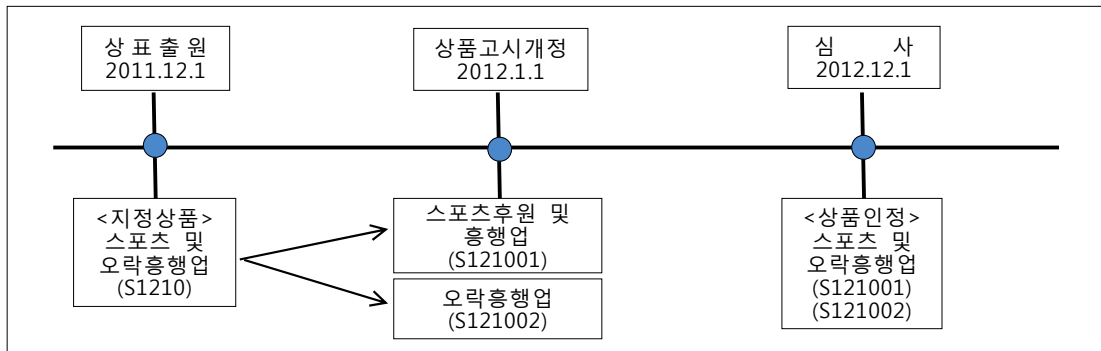 상 표 출 원
2011.12.1
상품고시개정
2012.1.1
심 사
2012.12.1
<지정상품>
스포츠 및
오락흥행업
(S1210)
스포츠후원 및
흥행업
(S121001)
오락흥행업
(S121002)
<상품인정>
스포츠 및
오락흥행업
(S121001)
(S121002)